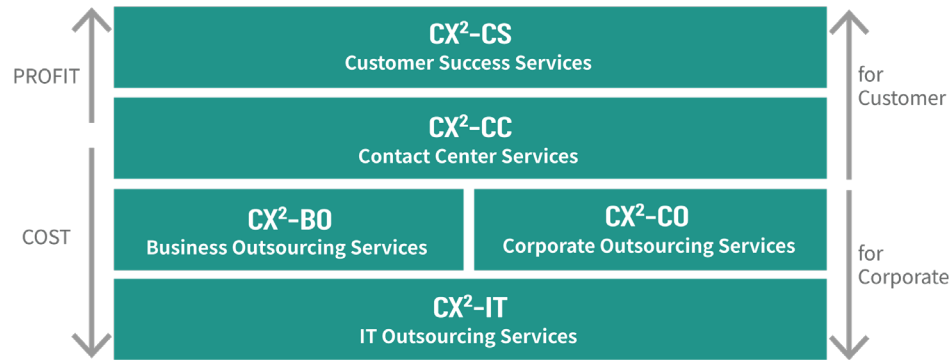 CX²-CS
Customer Success Services
PROFIT
for
Customer
CX²-CC
Contact Center Services
CX²-BO
Business Outsourcing Services
CX²-CO
Corporate Outsourcing Services
COST
for
Corporate
CX²-IT
IT Outsourcing Services